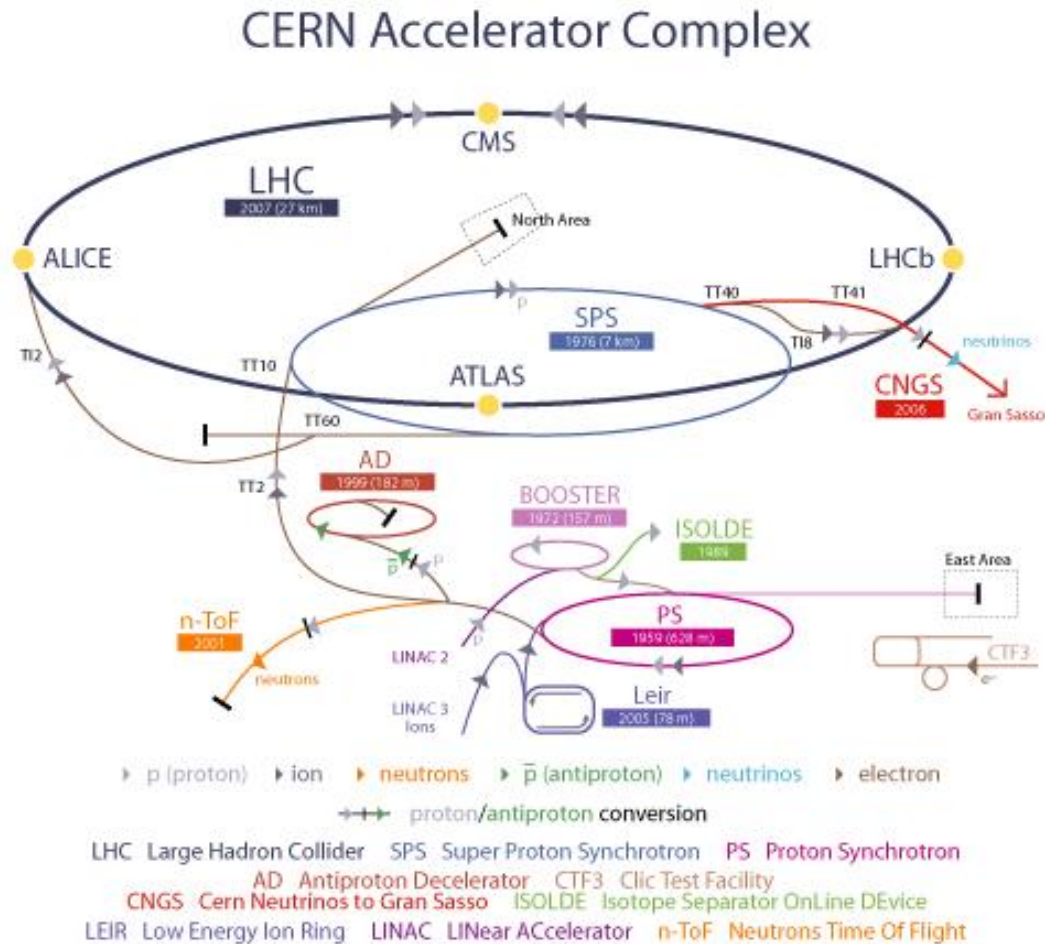 CERN Accelerator Complex
CMS
LHC
2007 (27 km)
North Area
ALICE
LHCb
p
TT40
TT41
SPS
1976 (7 km)
TI8
neutrinos
TI2
TT10
ATLAS
CNGS
2006
Gran Sasso
TT60
AD
1999 (182 m)
TT2
BOOSTER
1972 (157 m)
ISOLDE
1989
p
p
East Area
n-ToF
2001
PS
1959 (628 m)
LINAC 2
p
neutrons
CTF3
e-
LINAC 3
Ions
Leir
2005 (78 m)
p (proton) ion neutrons p (antiproton) neutrinos electron
proton/antiproton conversion
LHC Large Hadron Collider SPS Super Proton Synchrotron PS Proton Synchrotron
AD Antiproton Decelerator CTF3 Clic Test Facility
CNGS Cern Neutrinos to Gran Sasso ISOLDE Isotope Separator OnLine DEvice
LEIR Low Energy Ion Ring LINAC LINear ACcelerator n-ToF Neutrons Time Of Flight